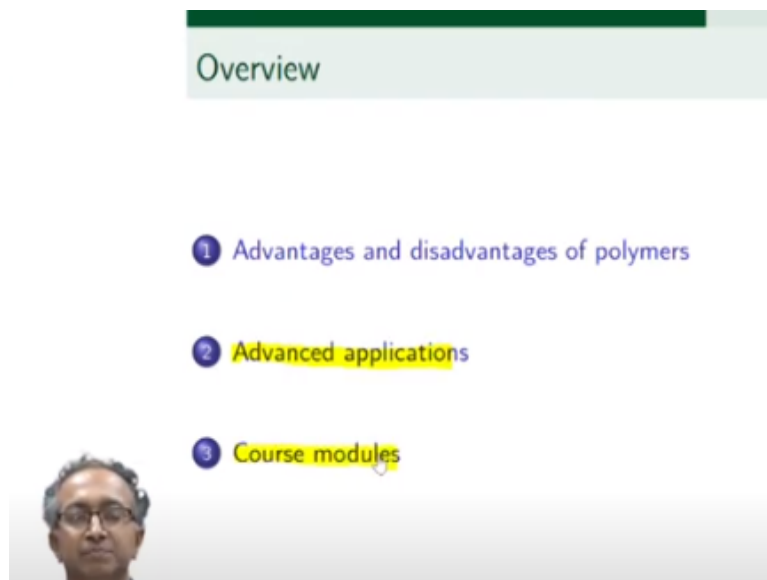 Overview
1 Advantages and disadvantages of polymers
2 Advanced applications
3 Course modules